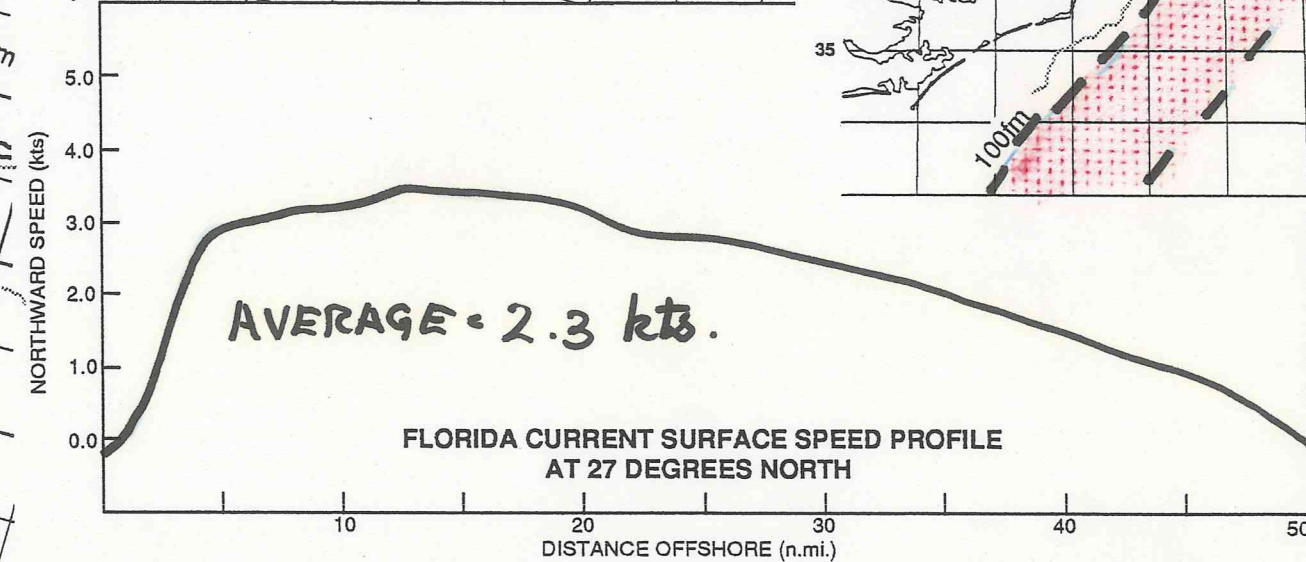 35
100fm
NORTHWARD SPEED (kts)
5.0
4.0
3.0
2.0
1.0
0.0
AVERAGE = 2.3 kts.
FLORIDA CURRENT SURFACE SPEED PROFILE
AT 27 DEGREES NORTH
10
20
30
40
50
DISTANCE OFFSHORE (n.mi.)